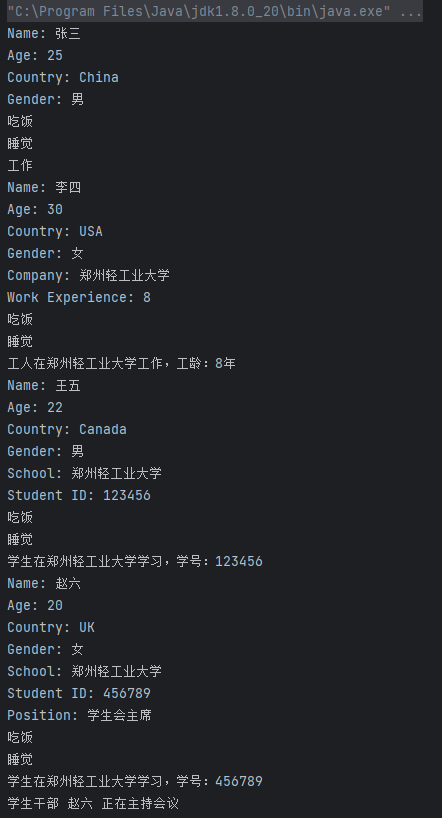 "C:\Program Files\Java\jdk1.8.0_20\bin\java.exe" ...
Name: 张三
Age: 25
Country: China
Gender: 男
吃饭
睡觉
工作
Name: 李四
Age: 30
Country: USA
Gender: 女
Company: 郑州轻工业大学
Work Experience: 8
吃饭
睡觉
工人在郑州轻工业大学工作，工龄：8年
Name: 王五
Age: 22
Country: Canada
Gender: 男
School: 郑州轻工业大学
Student ID: 123456
吃饭
睡觉
学生在郑州轻工业大学学习，学号：123456
Name: 赵六
Age: 20
Country: UK
Gender: 女
School: 郑州轻工业大学
Student ID: 456789
Position: 学生会主席
吃饭
睡觉
学生在郑州轻工业大学学习，学号：456789
学生干部 赵六 正在主持会议